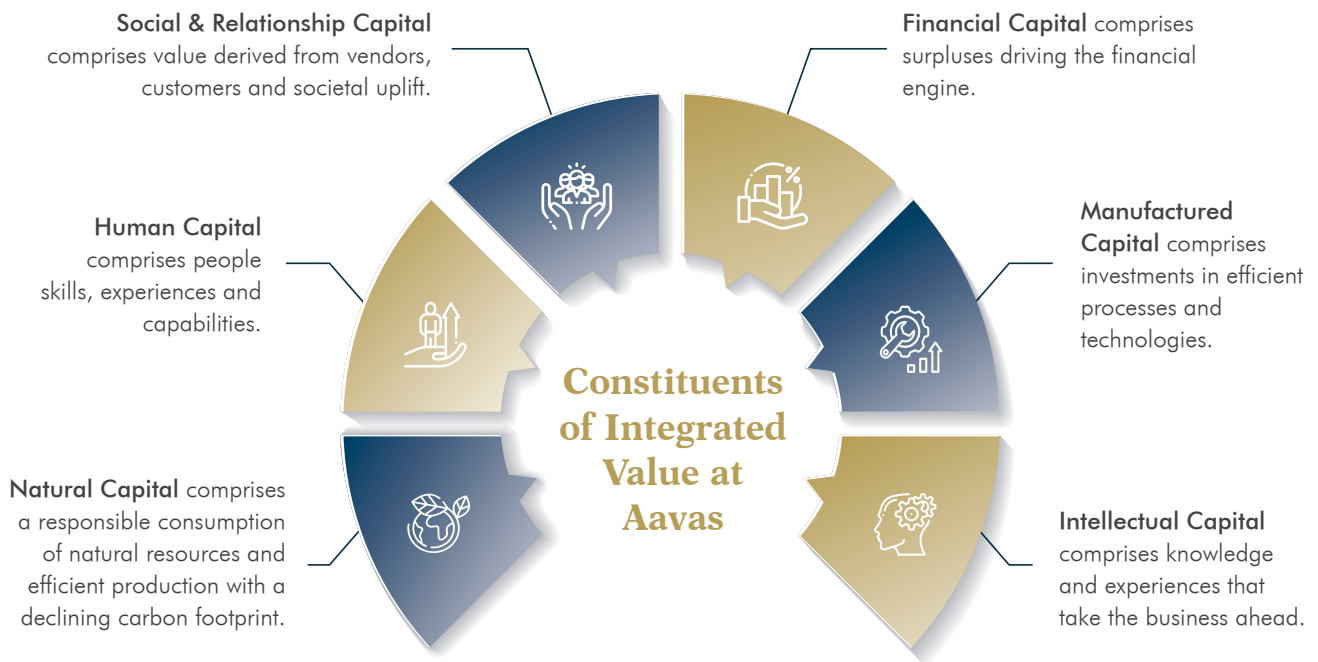 Social & Relationship Capital
comprises value derived from vendors,
customers and societal uplift.
Financial Capital comprises
surpluses driving the financial
engine.
Human Capital
comprises people
skills, experiences and
capabilities.
Manufactured
Capital comprises
investments in efficient
processes and
technologies.
Constituents
of Integrated
Value at
Aavas
Natural Capital comprises
a responsible consumption
of natural resources and
efficient production with a
declining carbon footprint.
Intellectual Capital
comprises knowledge
and experiences that
take the business ahead.
%